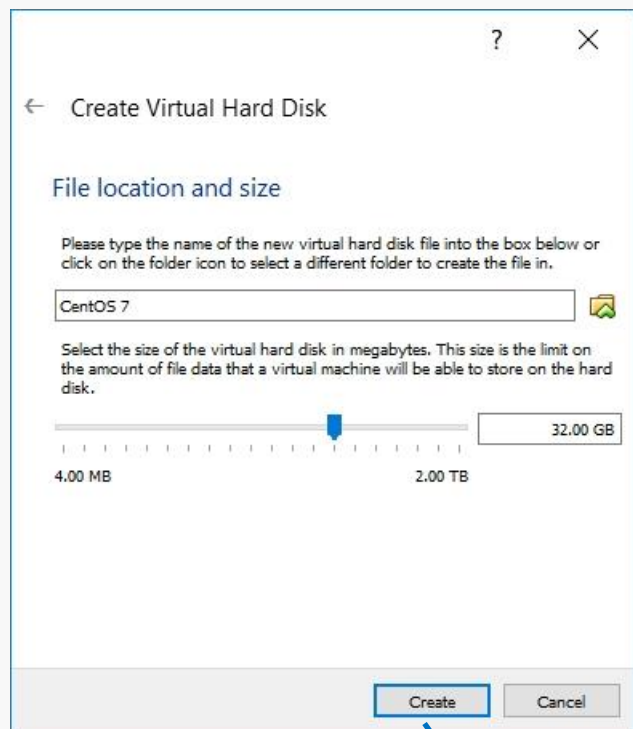 ?
Create Virtual Hard Disk
File location and size
Please type the name of the new virtual hard disk file into the box below or
click on the folder icon to select a different folder to create the file in.
CentOS 7
Select the size of the virtual hard disk in megabytes. This size is the limit on
the amount of file data that a virtual machine will be able to store on the hard
disk.
32.00 GB
4.00 MB 2.00 TB
Create Cancel